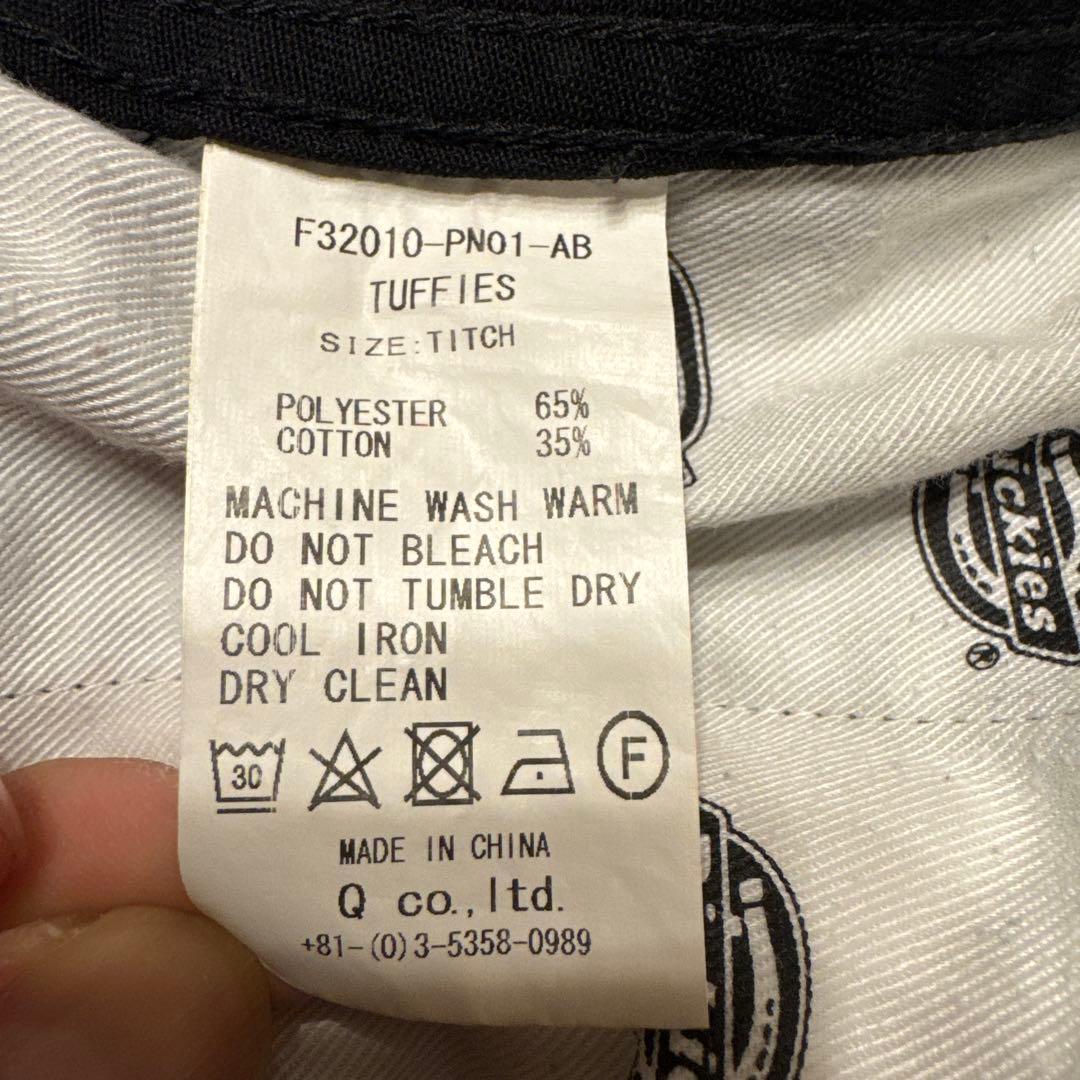 F32010-PN01-AB
TUFFIES
SIZE:TITCH
POLYESTER 65%
COTTON 35%
MACHINE WASH WARM
DO NOT BLEACH
DO NOT TUMBLE DRY
COOL IRON
DRY CLEAN
30
F
MADE IN CHINA
Q co.,ltd.
+81-(0)3-5358-0989
Dickies
®